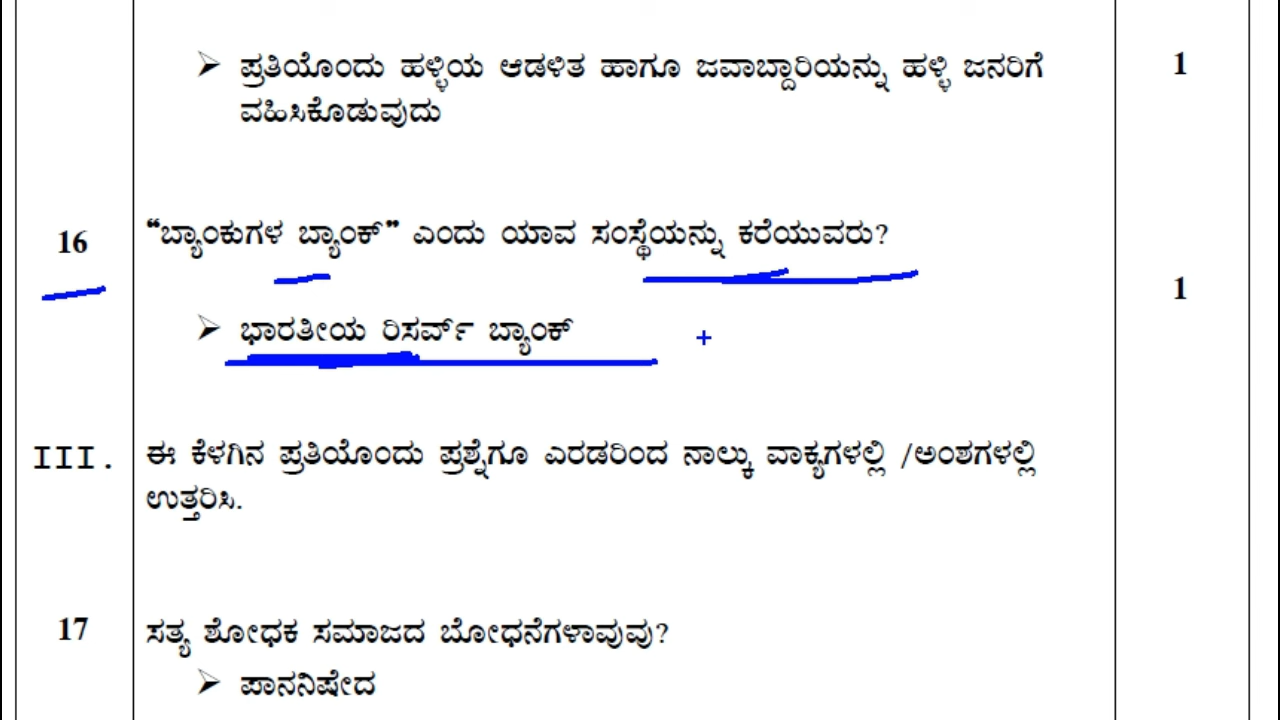 ➢ ಪ್ರತಿಯೊಂದು ಹಳ್ಳಿಯ ಆಡಳಿತ ಹಾಗೂ ಜವಾಬ್ದಾರಿಯನ್ನು ಹಳ್ಳಿ ಜನರಿಗೆ 1
ವಹಿಸಿಕೊಡುವುದು
16 “ಬ್ಯಾಂಕುಗಳ ಬ್ಯಾಂಕ್” ಎಂದು ಯಾವ ಸಂಸ್ಥೆಯನ್ನು ಕರೆಯುವರು?
1
➢ ಭಾರತೀಯ ರಿಸರ್ವ್ ಬ್ಯಾಂಕ್
III. ಈ ಕೆಳಗಿನ ಪ್ರತಿಯೊಂದು ಪ್ರಶ್ನೆಗೂ ಎರಡರಿಂದ ನಾಲ್ಕು ವಾಕ್ಯಗಳಲ್ಲಿ /ಅಂಶಗಳಲ್ಲಿ
ಉತ್ತರಿಸಿ.
17 ಸತ್ಯ ಶೋಧಕ ಸಮಾಜದ ಬೋಧನೆಗಳಾವುವು?
➢ ಪಾನನಿಷೇದ